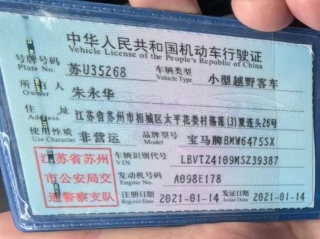 中华人民共和国机动车行驶证
Vehicle License of the People's Republic of China
号牌号码 苏U35268 车辆类型 小型越野客车
Plate No. Vehicle Type
所有人 朱永华
Owner
住址 江苏省苏州市相城区太平花娄村 (3)夏连头26号
Address
使用性质 非营运 品牌型号 宝马牌BMW6475SX
Use Character Model
江苏省苏州 车辆识别代号 LBVTZ4109MSZ39387
VIN
市公安局交 发动机号码 A098E178
Engine No.
通警察支队 注册日期 2021-01-14 发证日期 2021-01-14
Register Date Issue Date